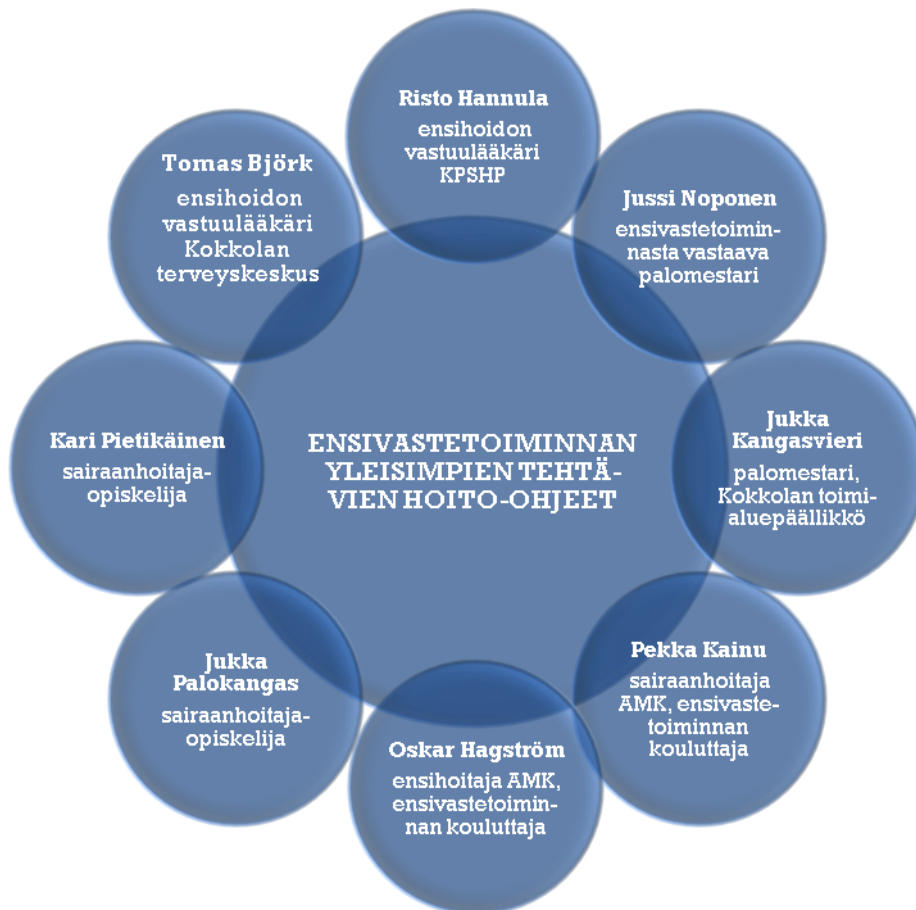 Risto Hannula
ensihoidon
vastuulääkäri
KPSHP
Jussi Noponen
ensivastetoimin-
nasta vastaava
palomestari
Jukka
Kangasvieri
palomestari,
Kokkolan toimi-
aluepäällikkö
Pekka Kainu
sairaanhoitaja
AMK, ensivaste-
toiminnan
kouluttaja
Oskar Hagström
ensihoitaja AMK,
ensivastetoimin-
nan kouluttaja
Jukka
Palokangas
sairaanhoitaja-
opiskelija
Kari Pietikäinen
sairaanhoitaja-
opiskelija
Tomas Björk
ensihoidon
vastuulääkäri
Kokkolan
terveyskeskus
ENSIVASTETOIMINNAN
YLEISIMPIEN TEHTÄ-
VIEN HOITO-OHJEET